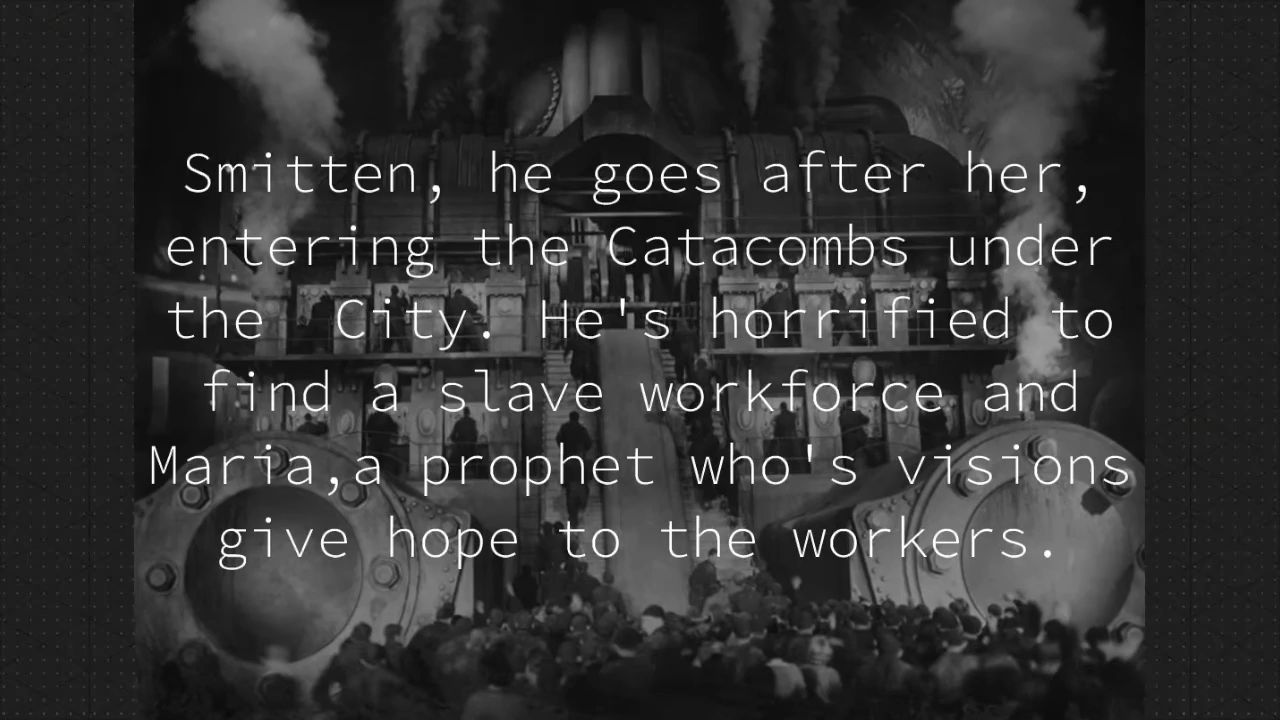 Smitten, he goes after her,
entering the Catacombs under
the City. He's horrified to
find a slave workforce and
Maria,a prophet who's visions
give hope to the workers.